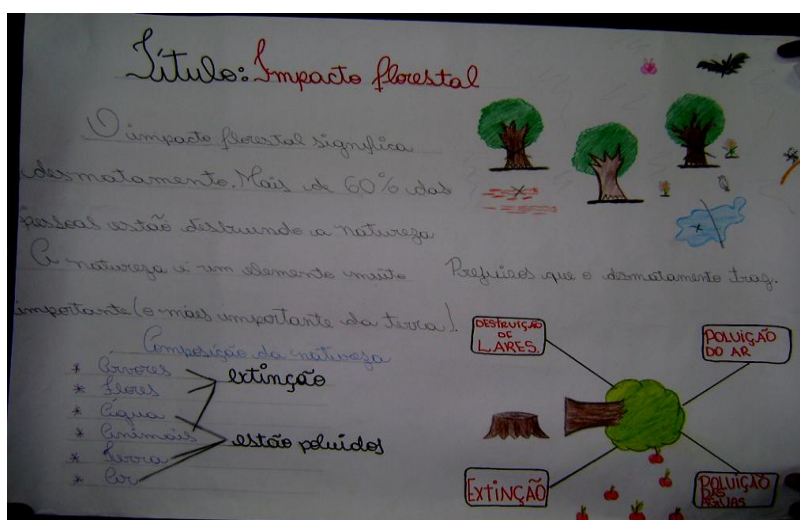 Título: Impacto florestal
O impacto florestal significa
desmatamento. Mais de 60% das
pessoas estão destruindo a natureza
A natureza é um elemento muito
importante (o mais importante da terra).
Composição da natureza
* Árvores
* Flores
* Água
* Animais
* Terra
* Ar
extinção
estão poluídos
Prejuízos que o desmatamento traz.
DESTRUIÇÃO
DE
LARES.
POLUIÇÃO
DO AR
EXTINÇÃO
POLUIÇÃO
DAS
ÁGUAS